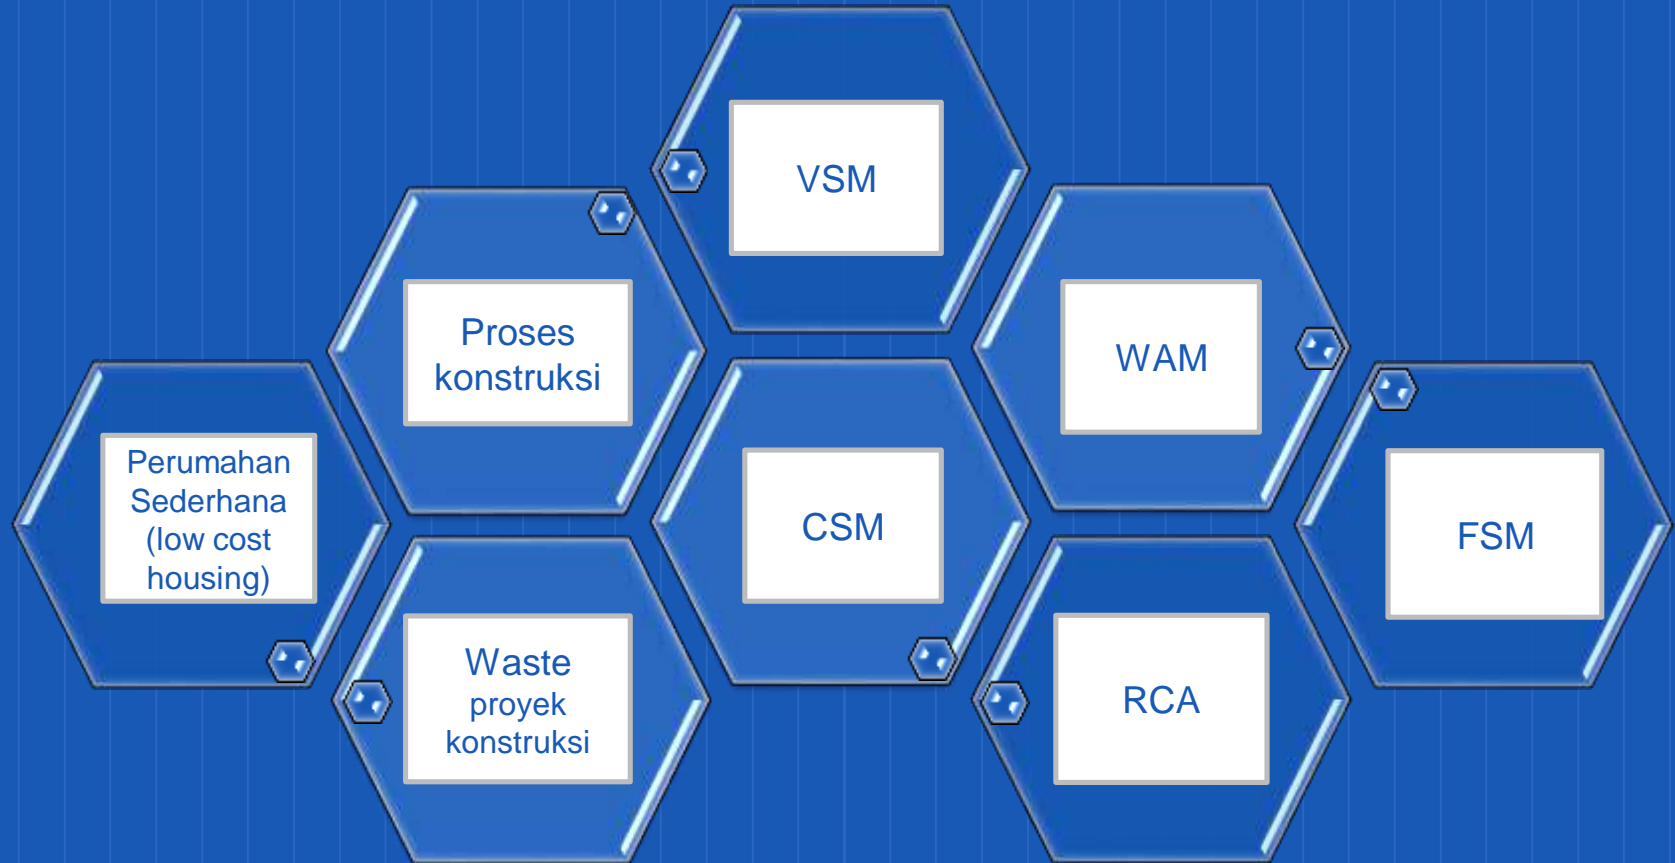 VSM
Proses
konstruksi
WAM
Perumahan
Sederhana
(low cost
housing)
CSM
FSM
Waste
proyek
konstruksi
RCA